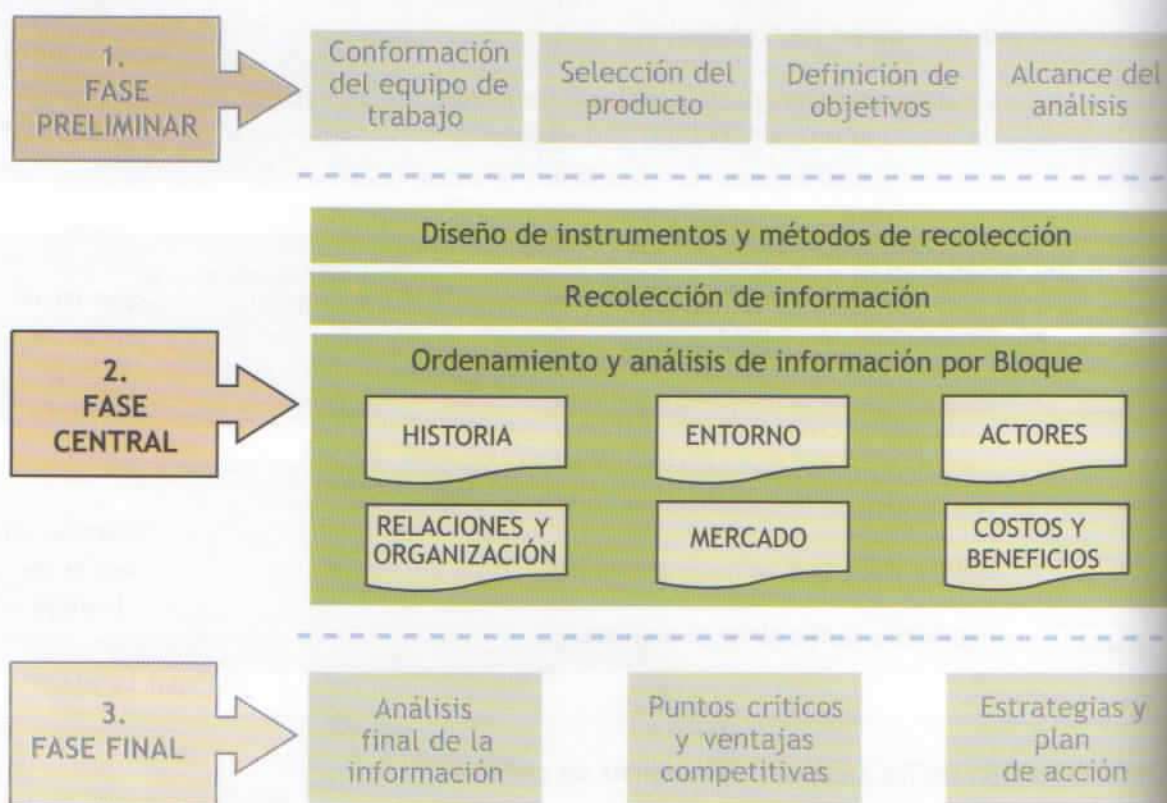 1.
FASE
PRELIMINAR
Conformación
del equipo de
trabajo
Selección del
producto
Definición de
objetivos
Alcance del
análisis
Diseño de instrumentos y métodos de recolección
Recolección de información
2.
FASE
CENTRAL
Ordenamiento y análisis de información por Bloque
HISTORIA
ENTORNO
ACTORES
RELACIONES Y
ORGANIZACIÓN
MERCADO
COSTOS Y
BENEFICIOS
3.
FASE FINAL
Análisis
final de la
información
Puntos criticos
y ventajas
competitivas
Estrategias y
plan
de acción